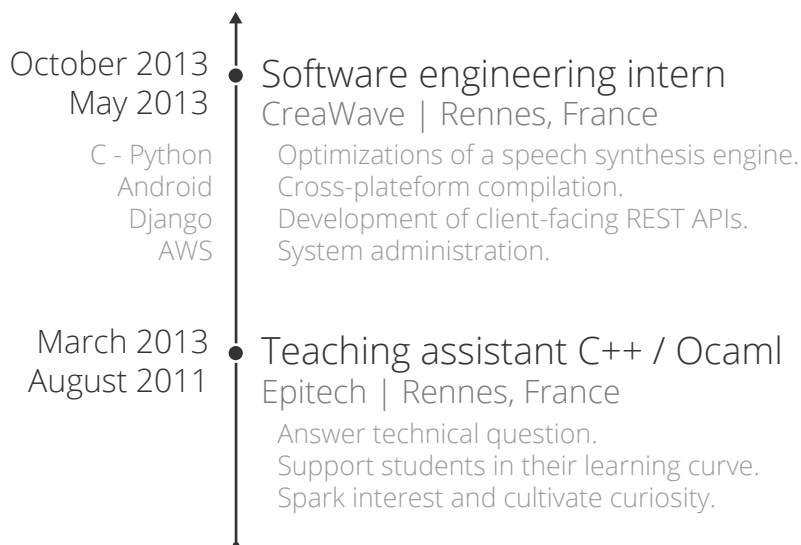 October 2013
May 2013
Software engineering intern
CreaWave | Rennes, France
C - Python
Optimizations of a speech synthesis engine.
Android
Cross-plateform compilation.
Django
Development of client-facing REST APIs.
AWS
System administration.
March 2013
August 2011
Teaching assistant C++ / Ocaml
Epitech | Rennes, France
Answer technical question.
Support students in their learning curve.
Spark interest and cultivate curiosity.